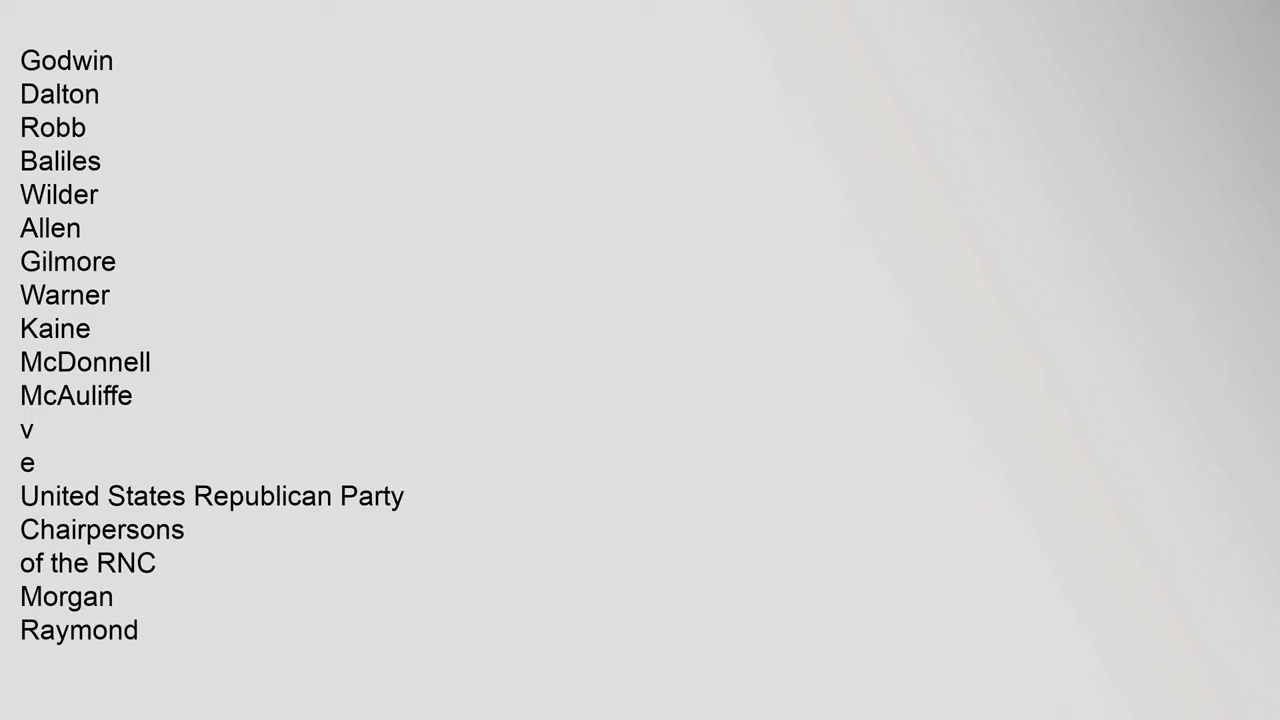 Godwin
Dalton
Robb
Baliles
Wilder
Allen
Gilmore
Warner
Kaine
McDonnell
McAuliffe
v
e
United States Republican Party
Chairpersons
of the RNC
Morgan
Raymond